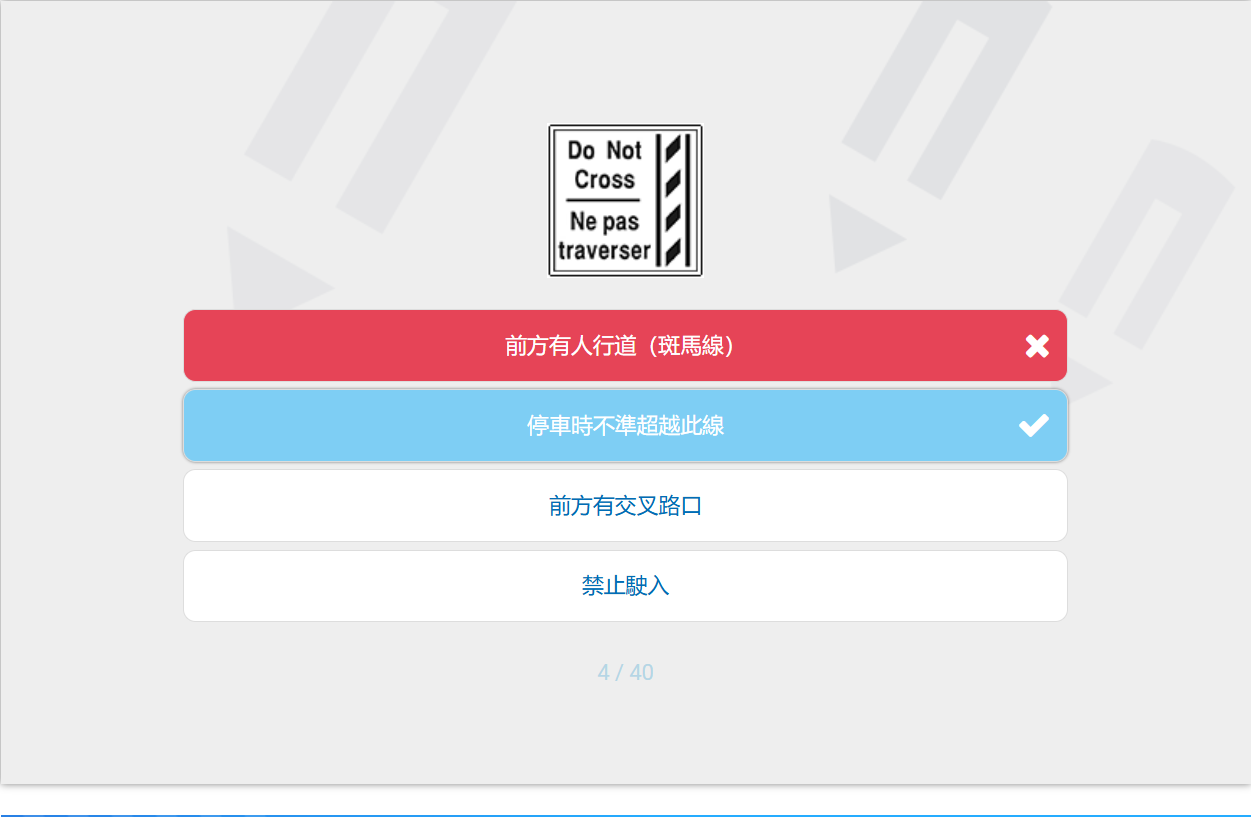 Do Not
Cross
Ne pas
traverser
前方有人行道（斑馬線）
停車時不準超越此線
前方有交叉路口
禁止駛入
4 / 40